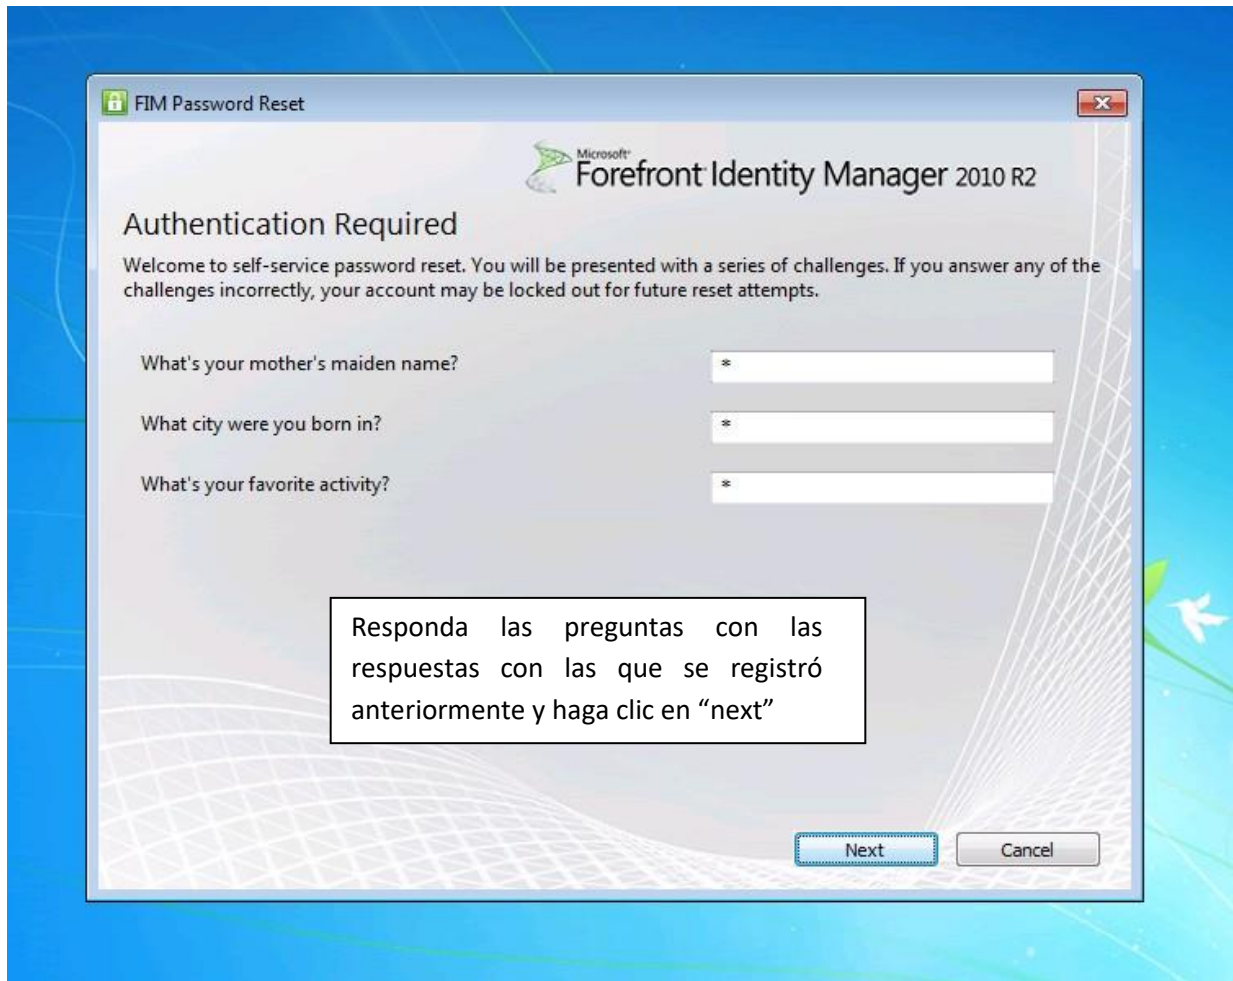 FIM Password Reset
Microsoft®
Forefront Identity Manager 2010 R2
Authentication Required
Welcome to self-service password reset. You will be presented with a series of challenges. If you answer any of the
challenges incorrectly, your account may be locked out for future reset attempts.
What's your mother's maiden name?
*
What city were you born in?
*
What's your favorite activity?
*
Responda las preguntas con las
respuestas con las que se registró
anteriormente y haga clic en “next”
Next
Cancel